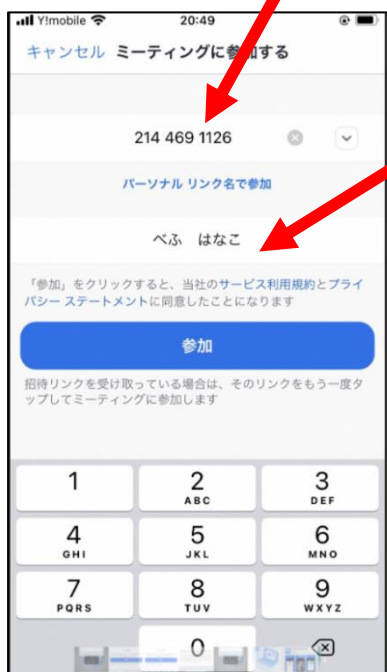 Y!mobile 20:49
キャンセル ミーティングに参加する
214 469 1126
パーソナル リンク名で参加
べふ はなこ
「参加」をクリックすると、当社のサービス利用規約とプライ
バシー ステートメントに同意したことになります
参加
招待リンクを受け取っている場合は、そのリンクをもう一度タ
ップしてミーティングに参加します
1 2 3
ABC DEF
4 5 6
GHI JKL MNO
7 8 9
PQRS TUV WXYZ
0